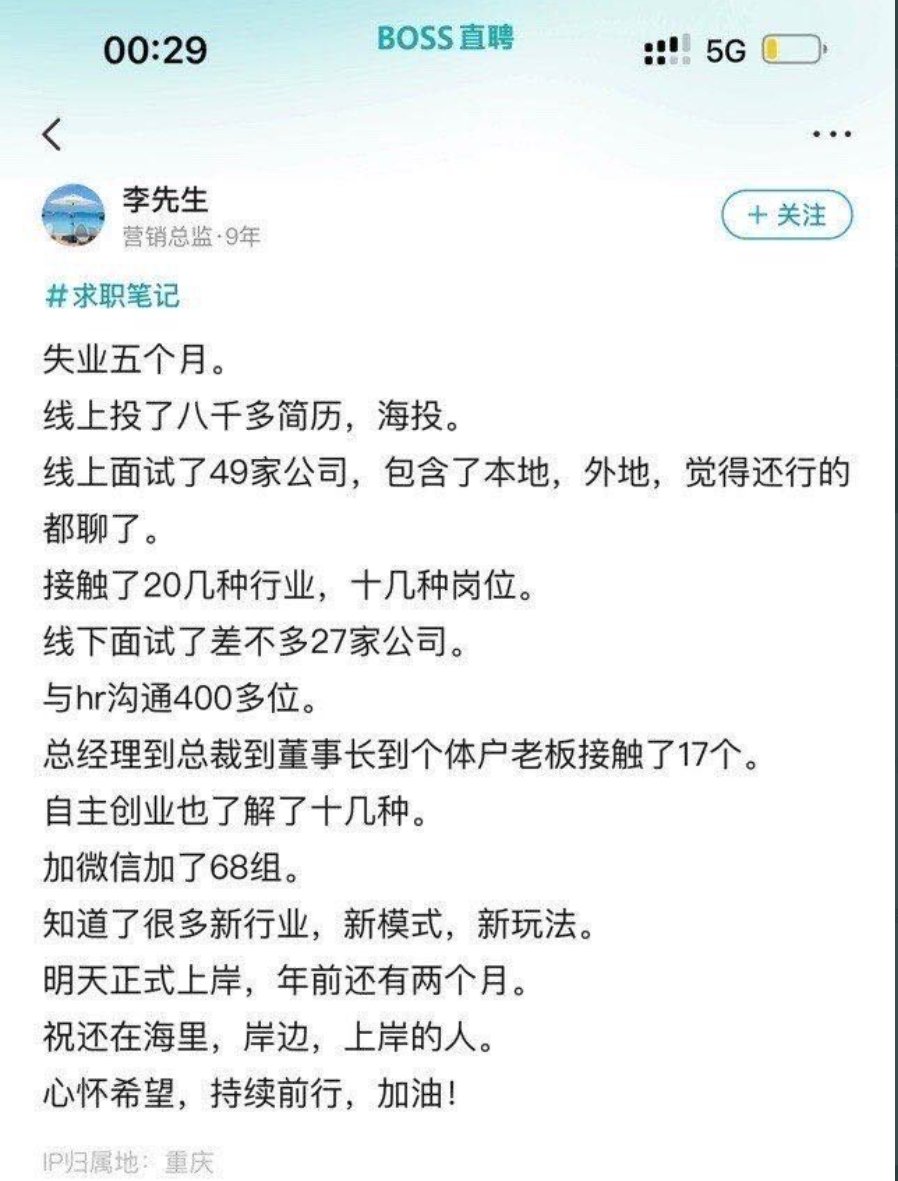 00:29
BOSS直聘
5G
李先生
营销总监·9年
+ 关注
#求职笔记
失业五个月。
线上投了八千多简历，海投。
线上面试了49家公司，包含了本地，外地，觉得还行的
都聊了。
接触了20几种行业，十几种岗位。
线下面试了差不多27家公司。
与hr沟通400多位。
总经理到总裁到董事长到个体户老板接触了17个。
自主创业也了解了十几种。
加微信加了68组。
知道了很多新行业，新模式，新玩法。
明天正式上岸，年前还有两个月。
祝还在海里，岸边，上岸的人。
心怀希望，持续前行，加油！
IP归属地：重庆